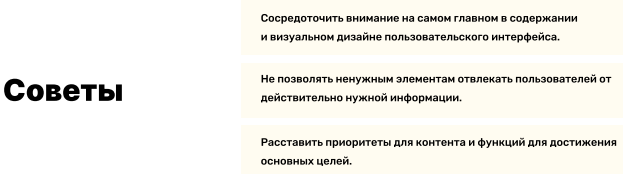 Советы
Сосредоточить внимание на самом главном в содержании
и визуальном дизайне пользовательского интерфейса.
Не позволять ненужным элементам отвлекать пользователей от
действительно нужной информации.
Расставить приоритеты для контента и функций для достижения
основных целей.